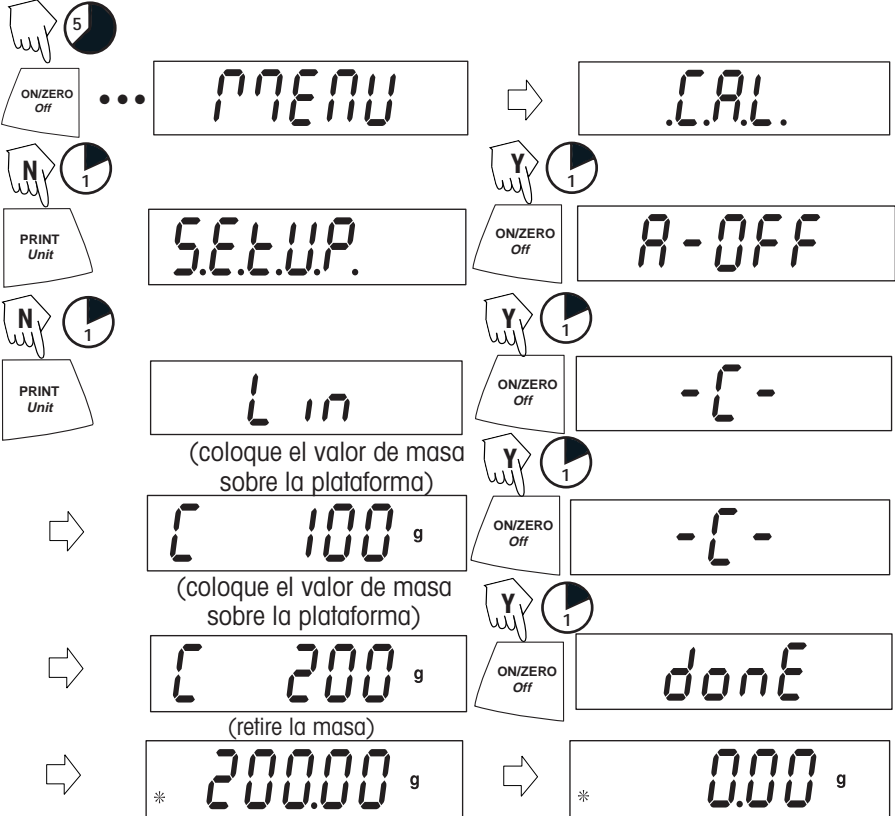 5
ON/ZERO
Off
MENU
.C.A.L.
N
1
Y
1
PRINT
Unit
S.E.t.U.P.
ON/ZERO
Off
A-OFF
N
1
Y
1
PRINT
Unit
Lin
ON/ZERO
Off
-C-
(coloque el valor de masa
sobre la plataforma)
Y
1
C 100 g
ON/ZERO
Off
-C-
(coloque el valor de masa
sobre la plataforma)
Y
1
C 200 g
ON/ZERO
Off
donE
(retire la masa)
* 200.00 g
* 0.00 g